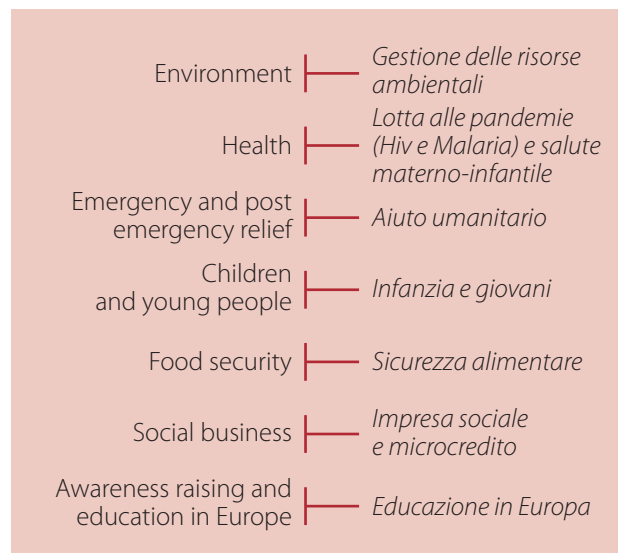 Environment
Gestione delle risorse
ambientali
Health
Lotta alle pandemie
(Hiv e Malaria) e salute
materno-infantile
Emergency and post
emergency relief
Aiuto umanitario
Children
and young people
Infanzia e giovani
Food security
Sicurezza alimentare
Social business
Impresa sociale
e microcredito
Awareness raising and
education in Europe
Educazione in Europa